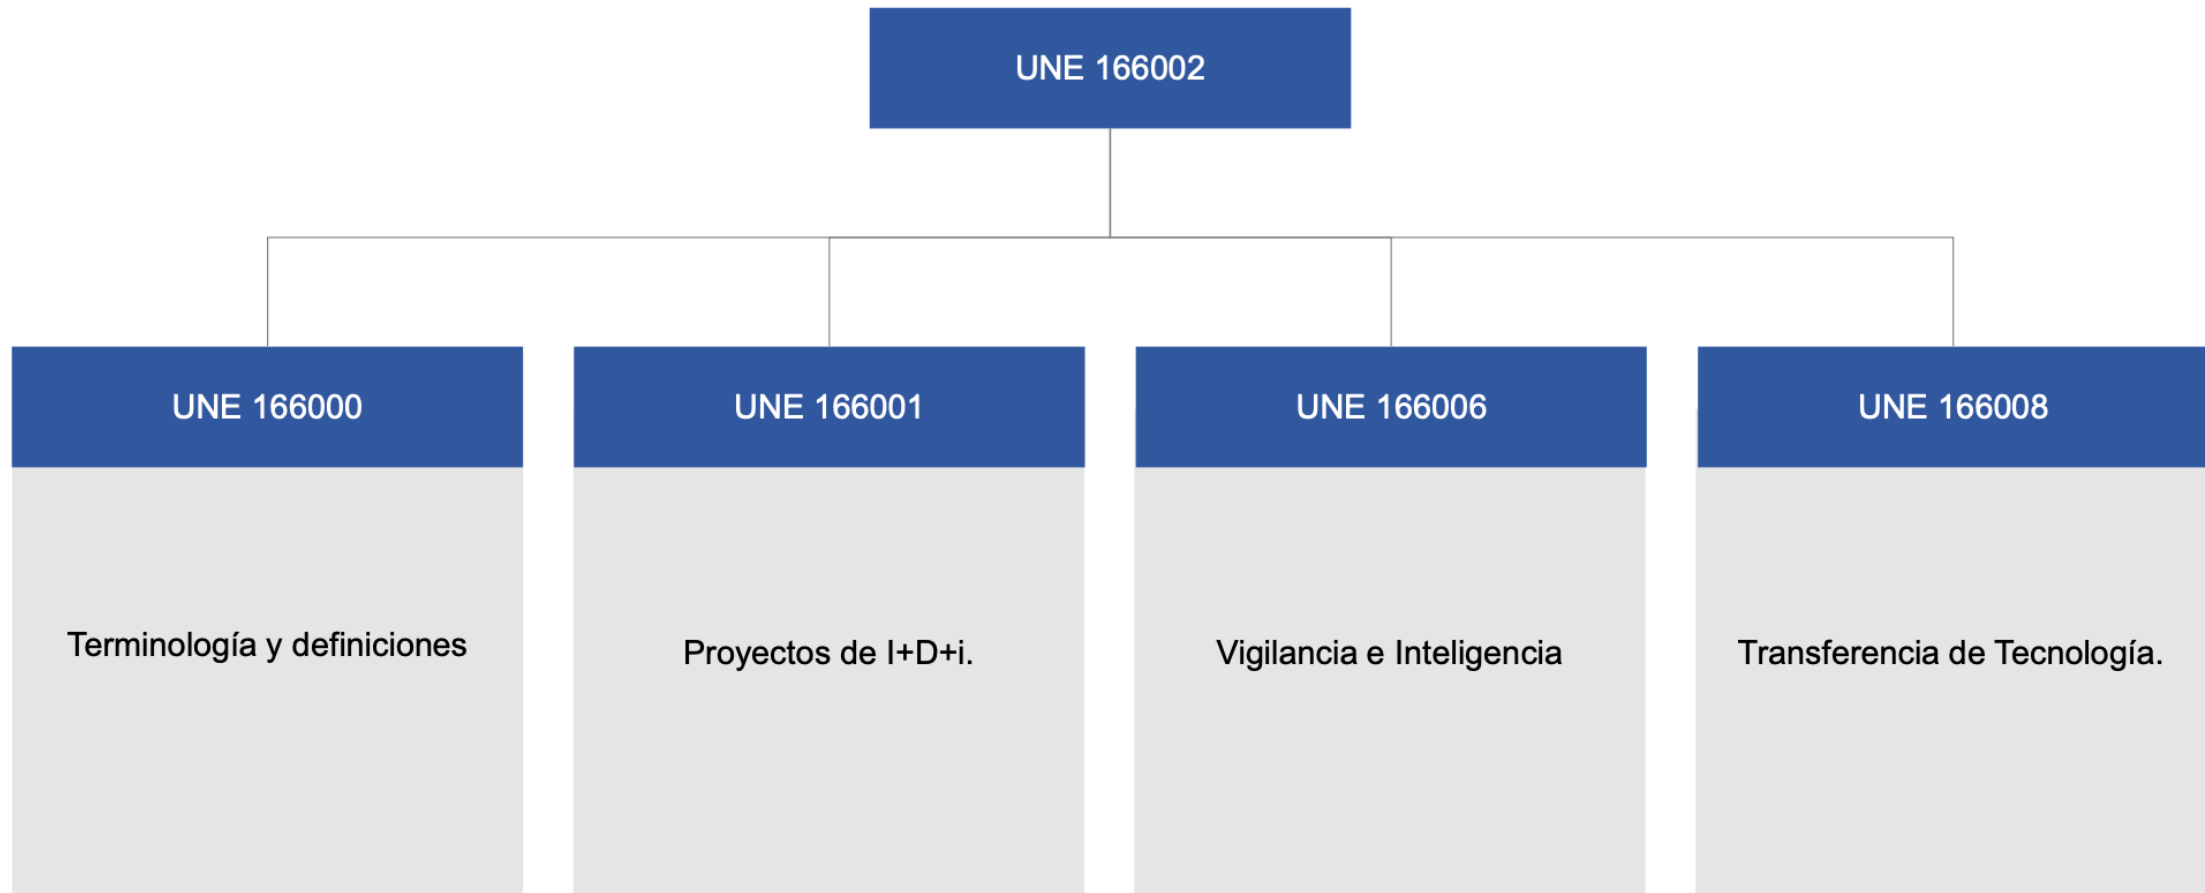 UNE 166002
UNE 166000
UNE 166001
UNE 166006
UNE 166008
Terminología y definiciones
Proyectos de I+D+i.
Vigilancia e Inteligencia
Transferencia de Tecnología.